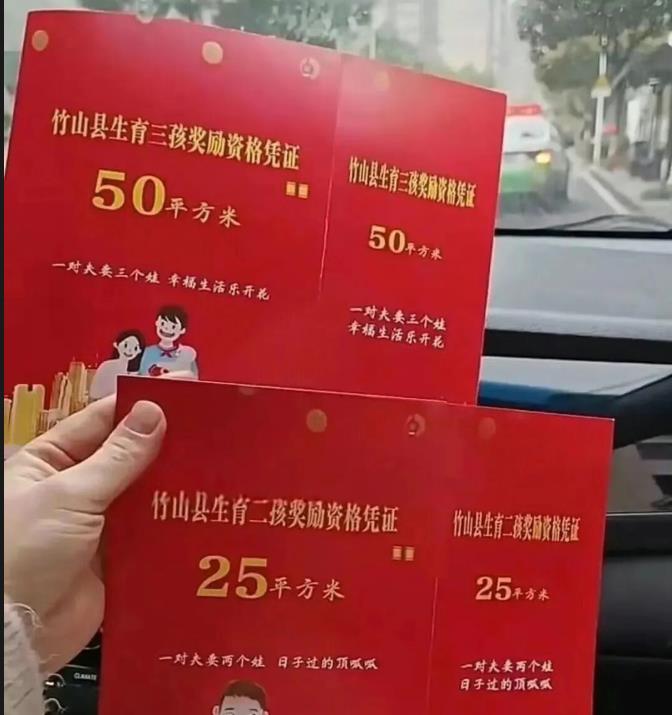 竹山县生育三孩奖励资格凭证
50平方米
一对夫妻三个娃 幸福生活乐开花
竹山县生育三孩奖励资格凭证
50平方米
一对夫妻三个娃
幸福生活乐开花
竹山县生育二孩奖励资格凭证
25平方米
一对夫妻两个娃 日子过的顶呱呱
竹山县生育二孩奖励资格凭证
25平方米
一对夫妻两个娃
日子过的顶呱呱
CLIMATE